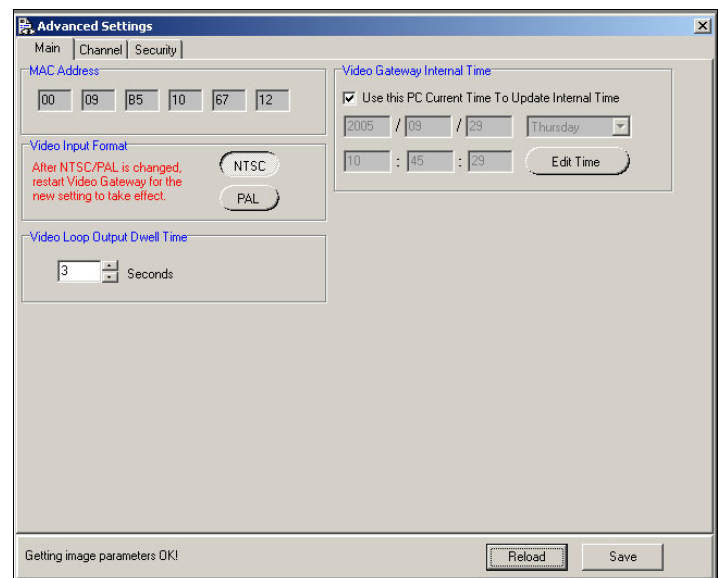 Advanced Settings
Main Channel Security
MAC Address
00 09 B5 10 67 12
Video Input Format
After NTSC/PAL is changed,
restart Video Gateway for the
new setting to take effect.
NTSC
PAL
Video Loop Output Dwell Time
3 Seconds
Video Gateway Internal Time
Use this PC Current Time To Update Internal Time
2005 / 09 / 29 Thursday
10 : 45 : 29 Edit Time
Getting image parameters OK!
Reload Save